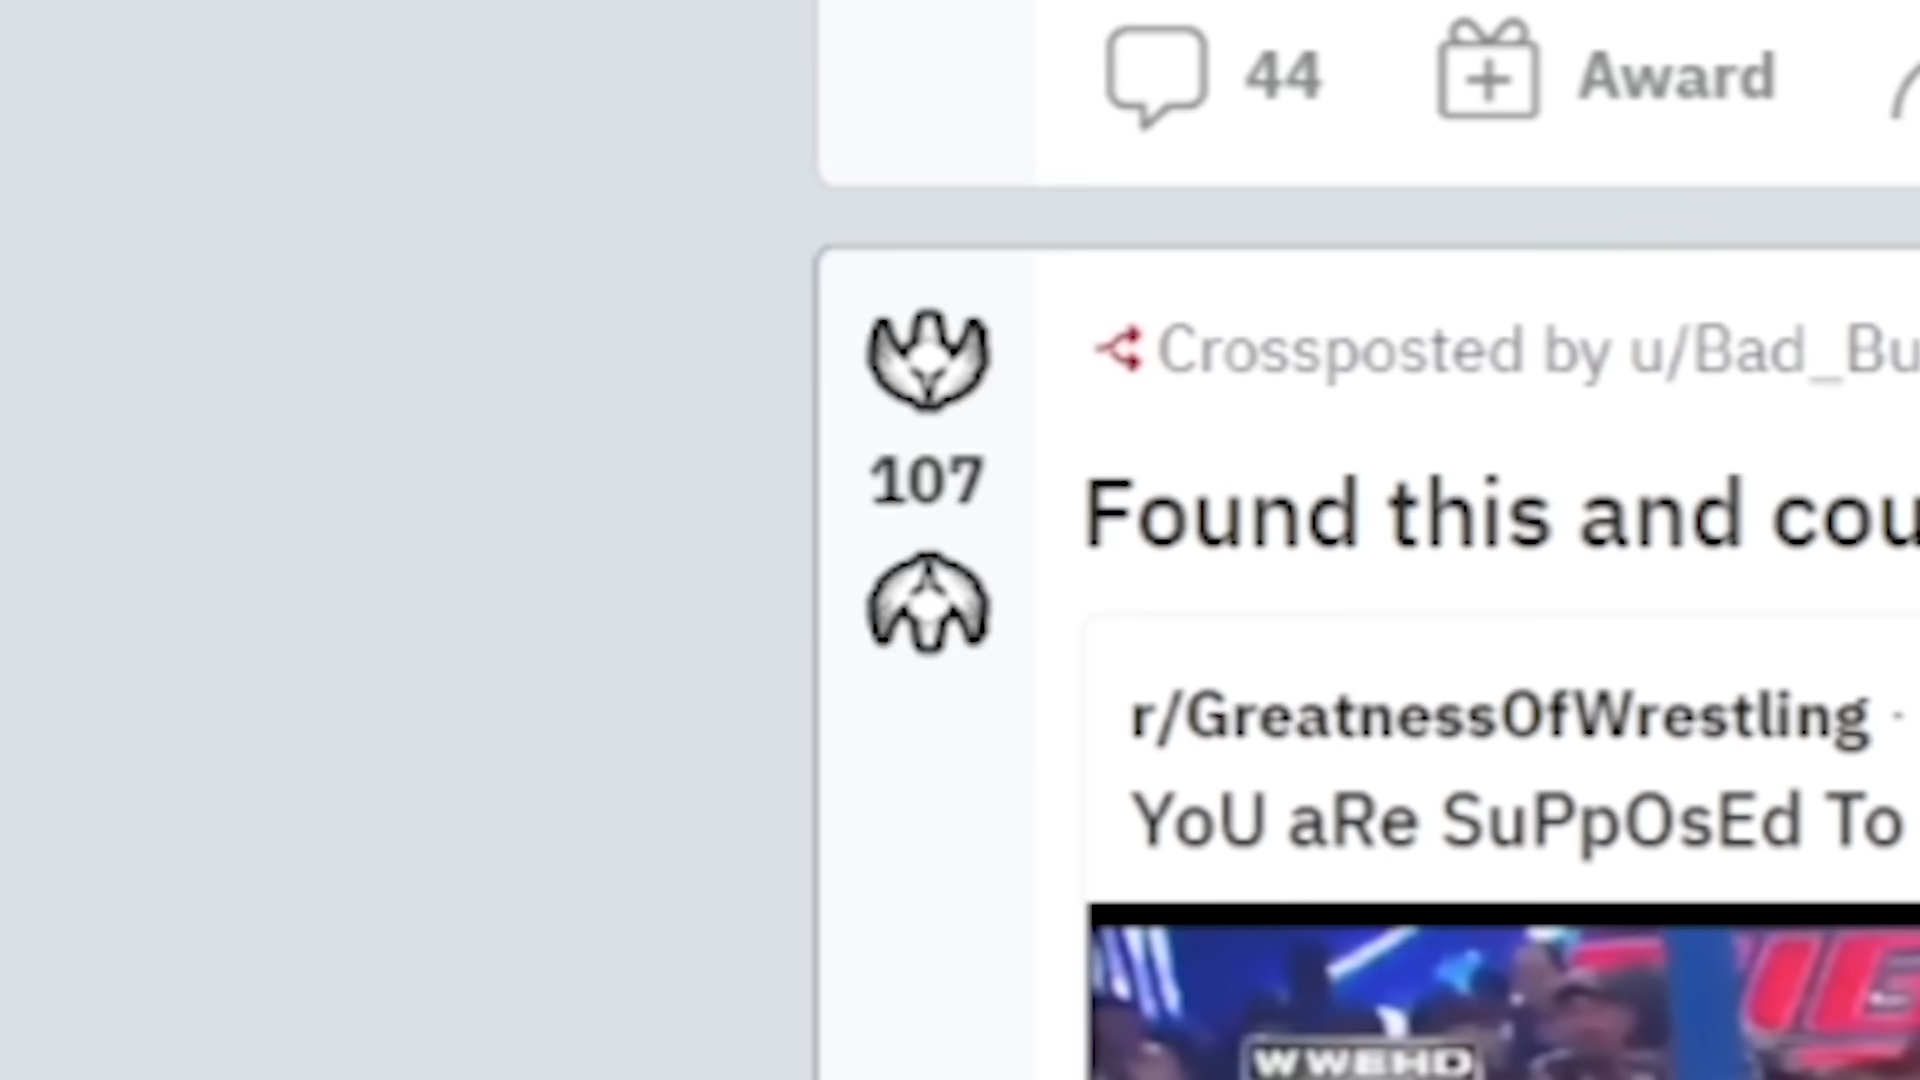 44 Award
Crossposted by u/Bad_Bu
107
Found this and cou
r/GreatnessOfWrestling ·
YoU aRe SuPpOsEd To
WWEHD